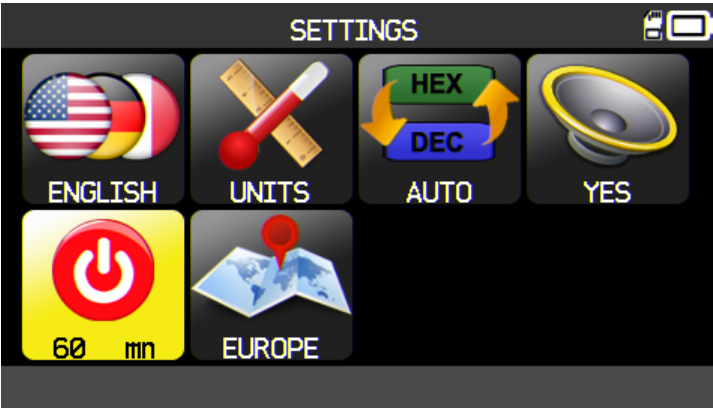 SETTINGS
HEX
DEC
ENGLISH UNITS AUTO YES
60 mn EUROPE